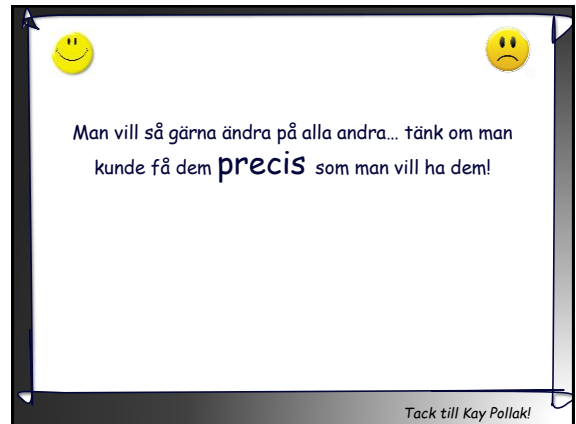 Man vill så gärna ändra på alla andra… tänk om man
kunde få dem precis som man vill ha dem!
Tack till Kay Pollak!